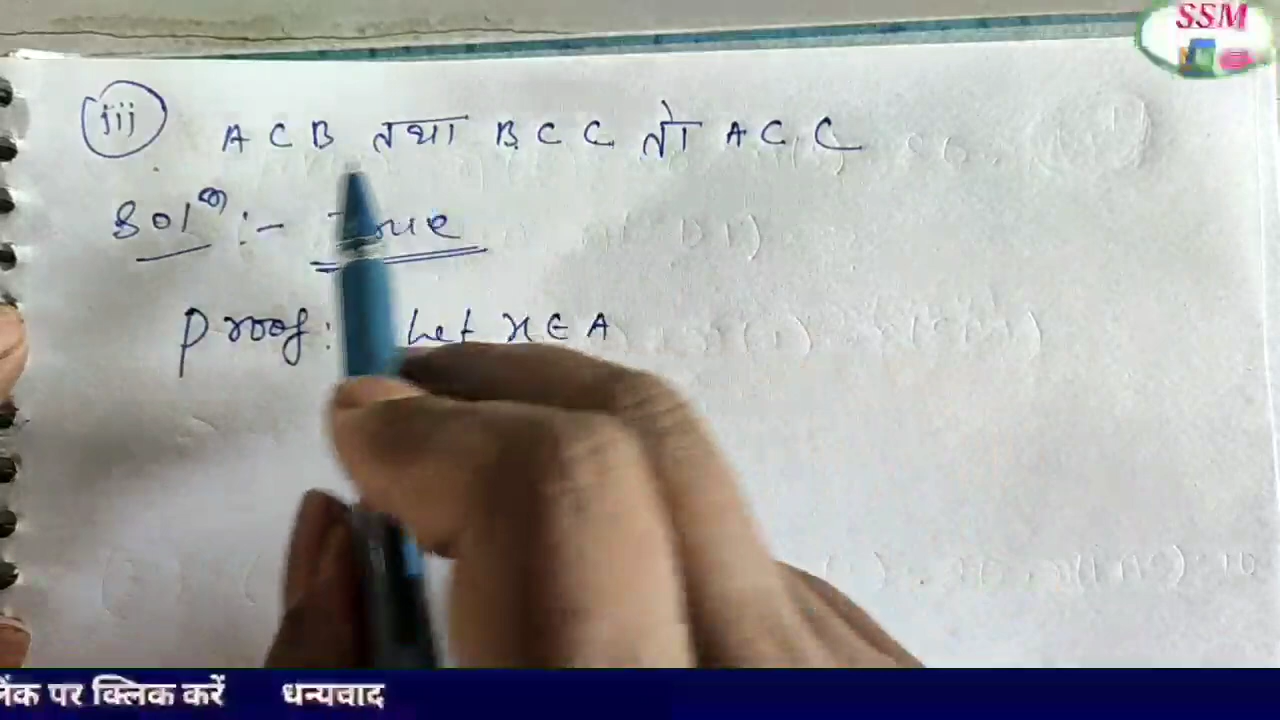 SSM
(iii) A ⊂ B तथा B ⊂ C तो A ⊂ C
Solⁿ :- True
Proof: Let x ∈ A
लिंक पर क्लिक करें धन्यवाद